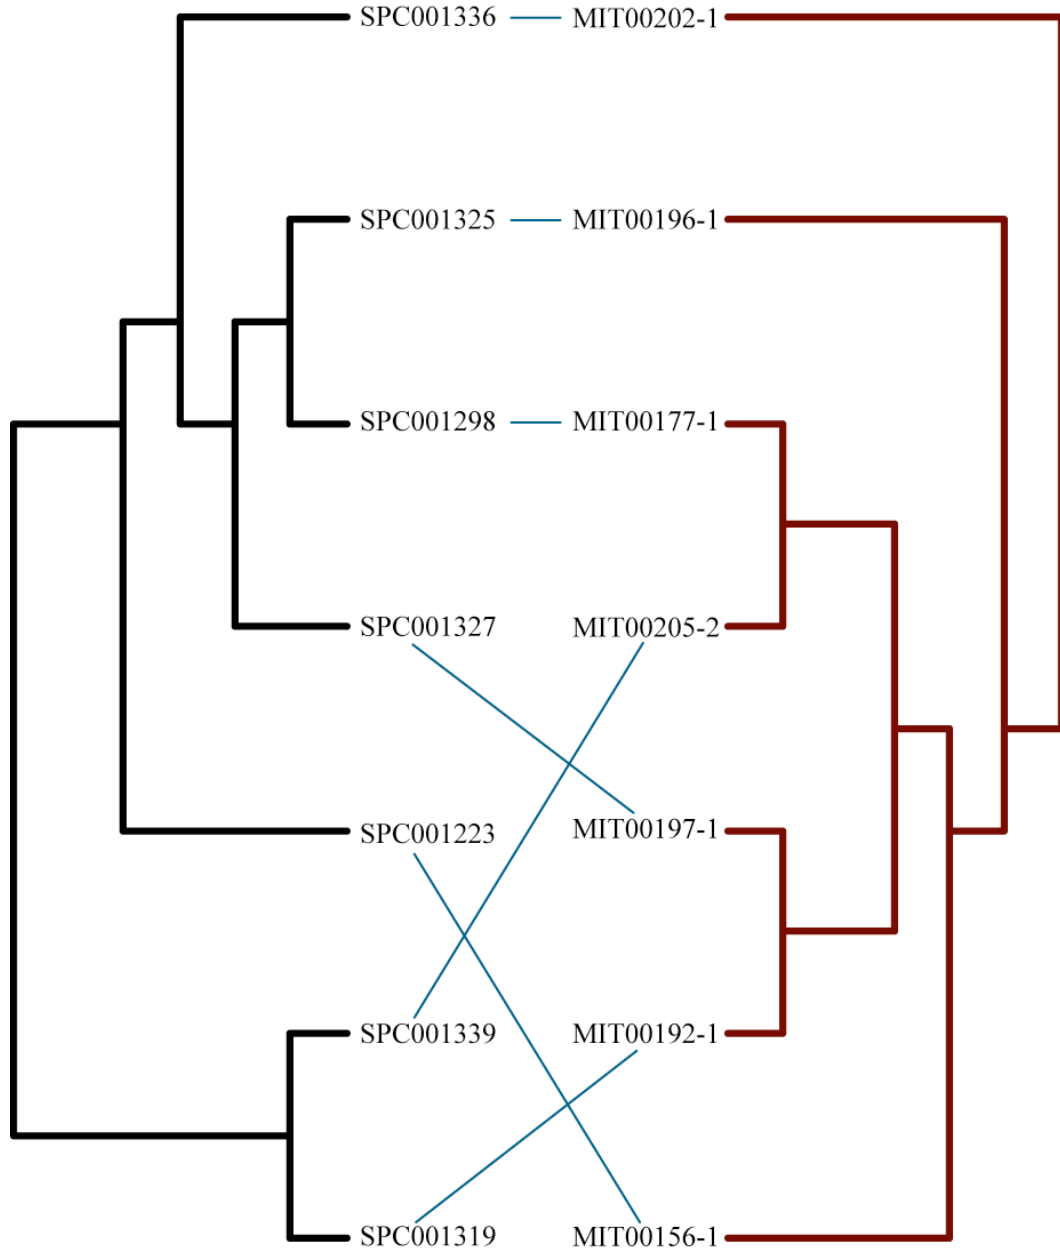 SPC001336 MIT00202-1
SPC001325 MIT00196-1
SPC001298 MIT00177-1
SPC001327 MIT00205-2
SPC001223 MIT00197-1
SPC001339 MIT00192-1
SPC001319 MIT00156-1